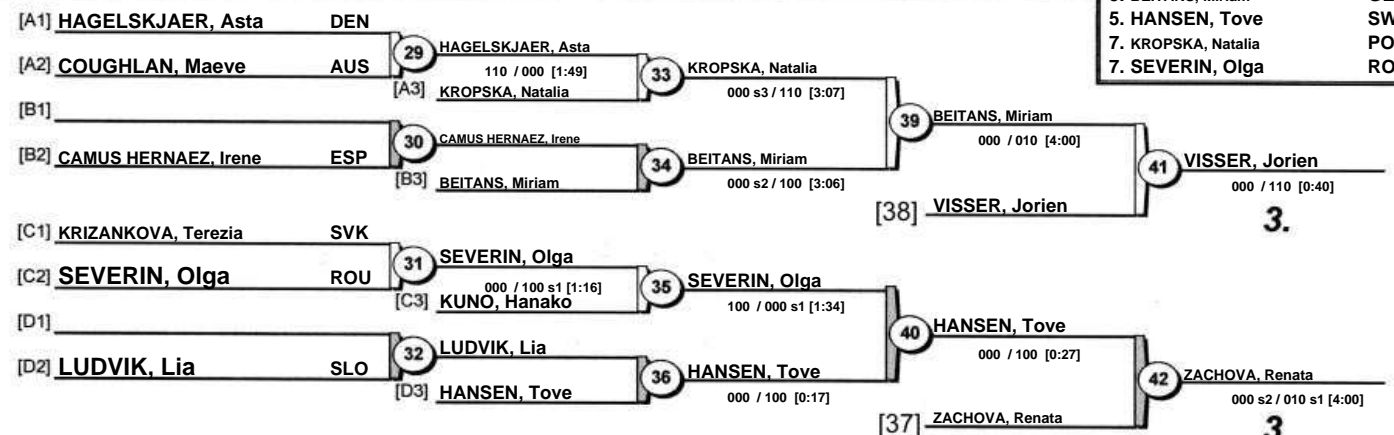 5. HANSEN, Tove SW
7. KROPSKA, Natalia PO
7. SEVERIN, Olga RO
[A1] HAGELSKJAER, Asta DEN
29 HAGELSKJAER, Asta
[A2] COUGHLAN, Maeve AUS
110 / 000 [1:49]
33 KROPSKA, Natalia
[A3] KROPSKA, Natalia
000 s3 / 110 [3:07]
[B1]
39 BEITANS, Miriam
30 CAMUS HERNAEZ, Irene
000 / 010 [4:00]
[B2] CAMUS HERNAEZ, Irene ESP
34 BEITANS, Miriam
41 VISSER, Jorien
[B3] BEITANS, Miriam
000 s2 / 100 [3:06]
000 / 110 [0:40]
[38] VISSER, Jorien
3.
[C1] KRIZANKOVA, Terezia SVK
31 SEVERIN, Olga
[C2] SEVERIN, Olga ROU
000 / 100 s1 [1:16]
35 SEVERIN, Olga
[C3] KUNO, Hanako
100 / 000 s1 [1:34]
[D1]
40 HANSEN, Tove
32 LUDVIK, Lia
000 / 100 [0:27]
[D2] LUDVIK, Lia SLO
36 HANSEN, Tove
42 ZACHOVA, Renata
[D3] HANSEN, Tove
000 / 100 [0:17]
000 s2 / 010 s1 [4:00]
[37] ZACHOVA, Renata
3